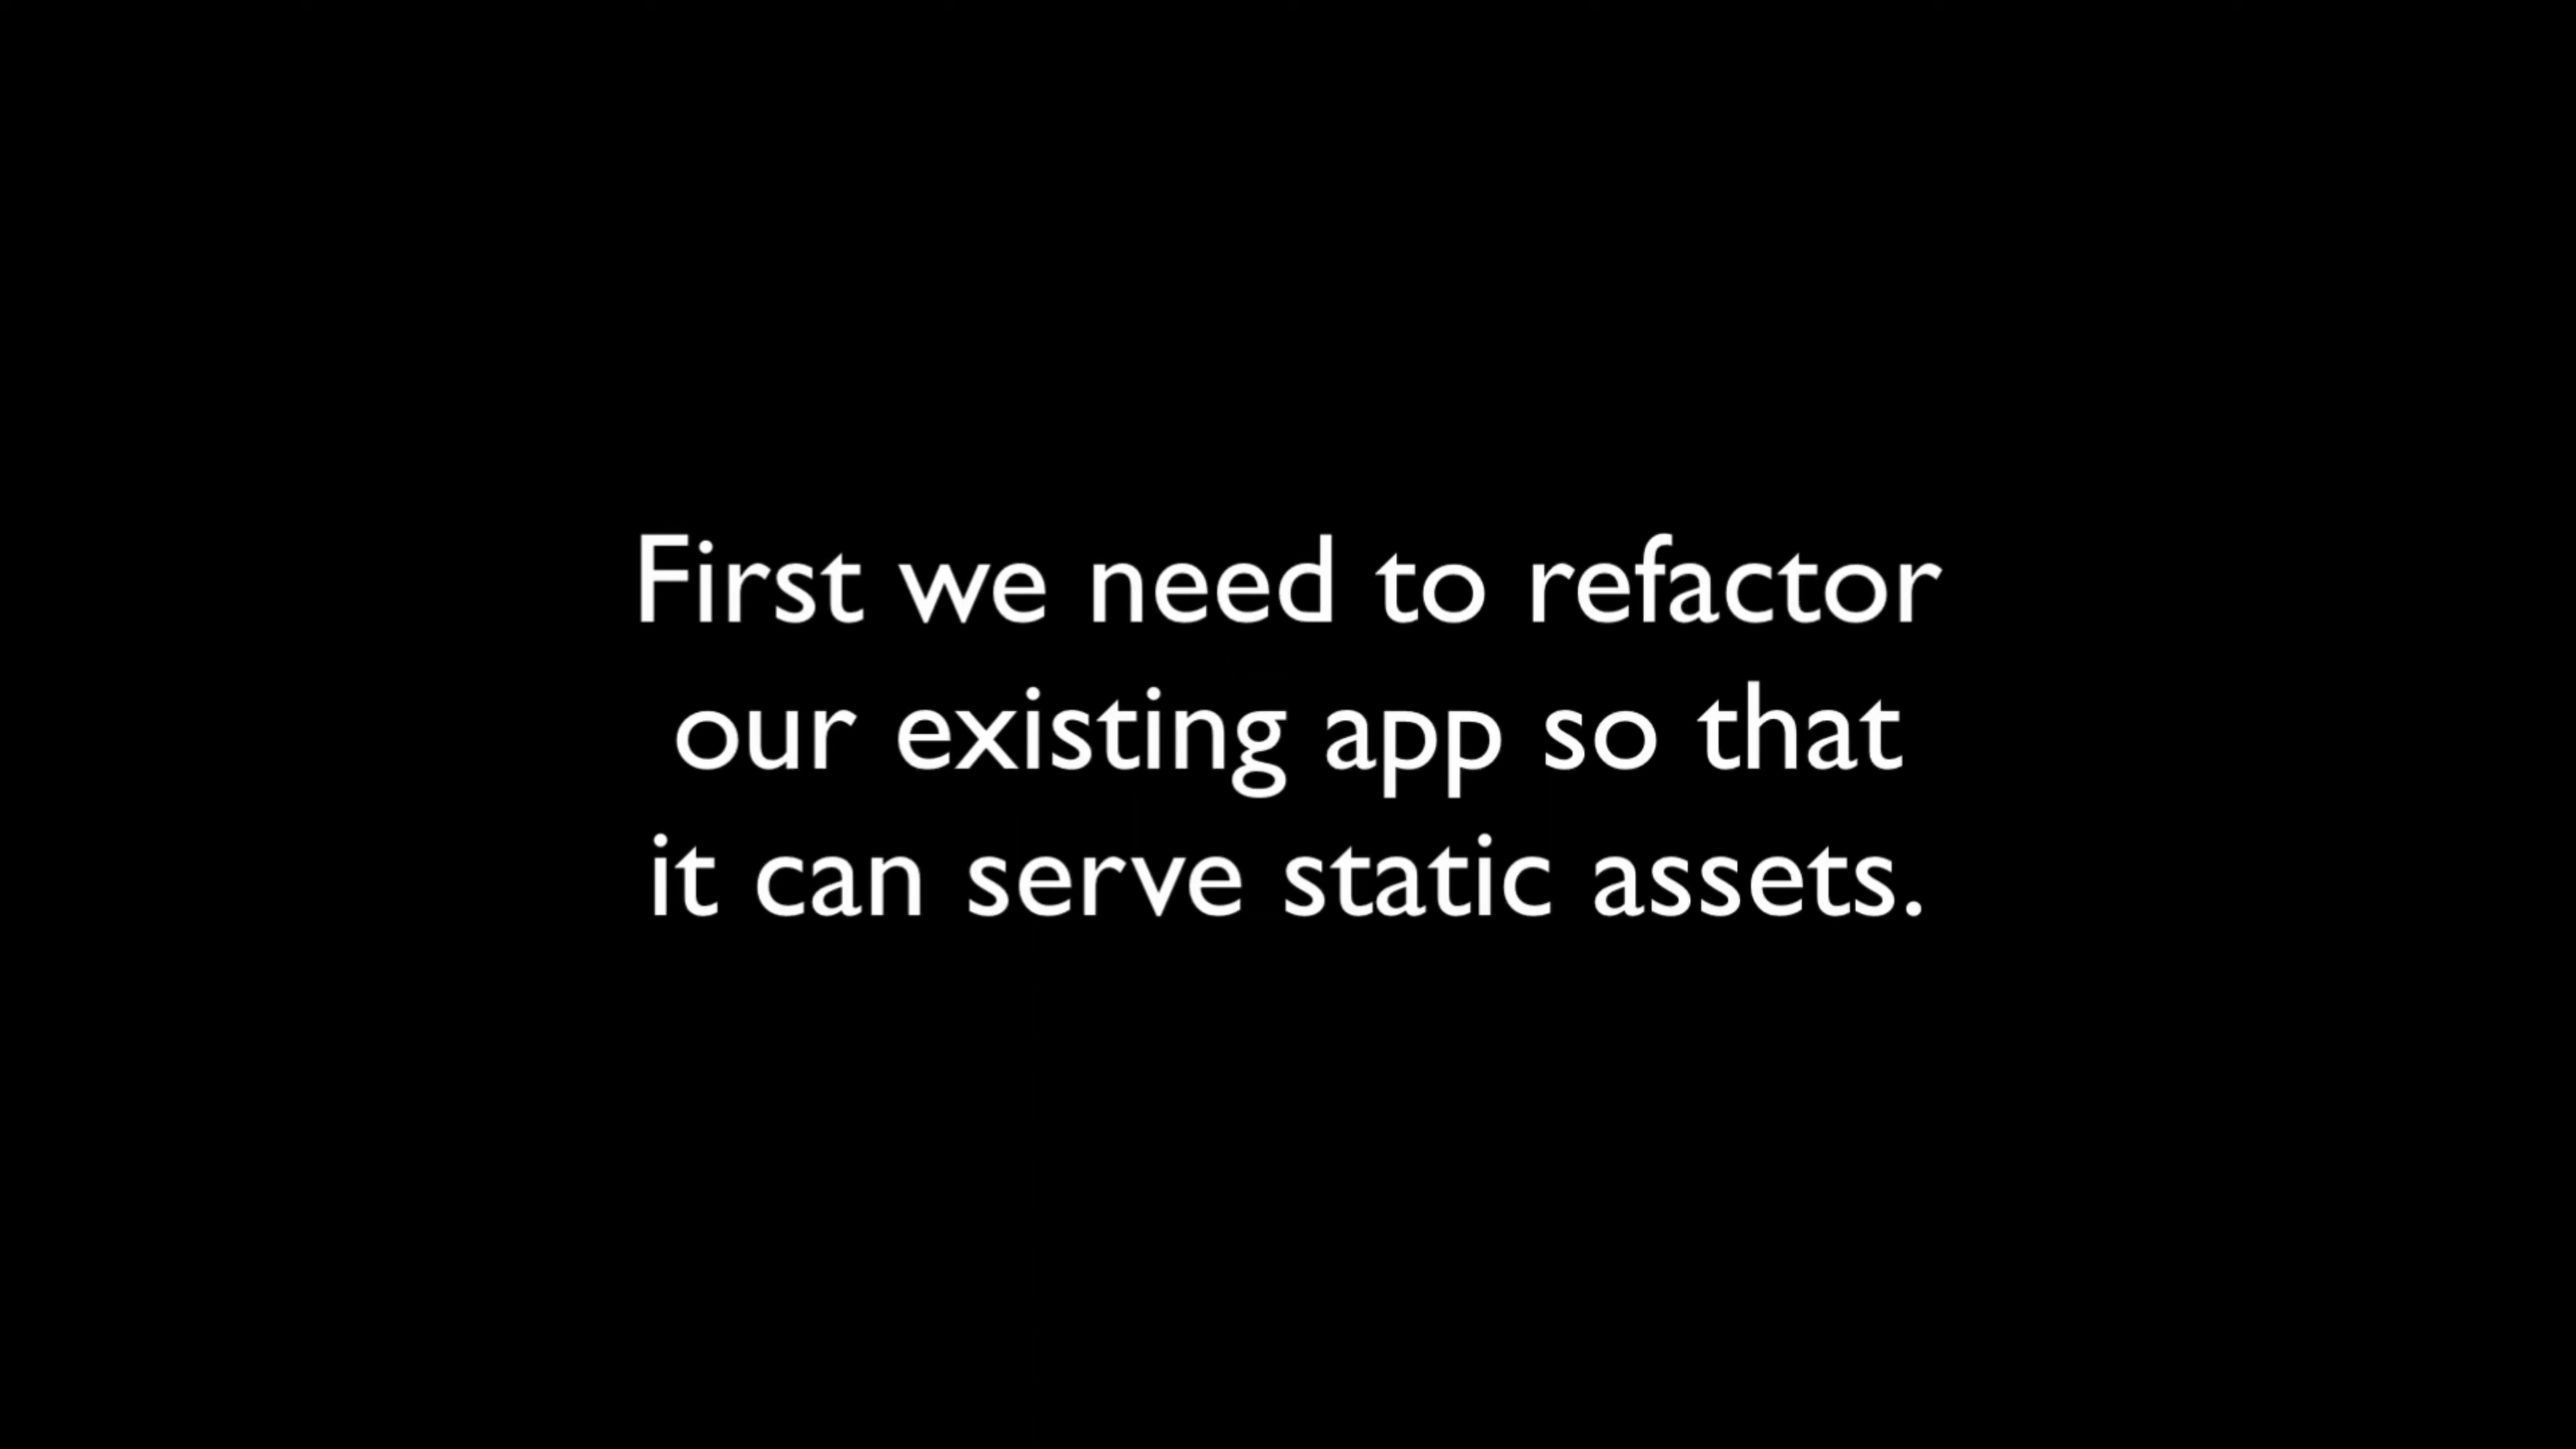 First we need to refactor
our existing app so that
it can serve static assets.